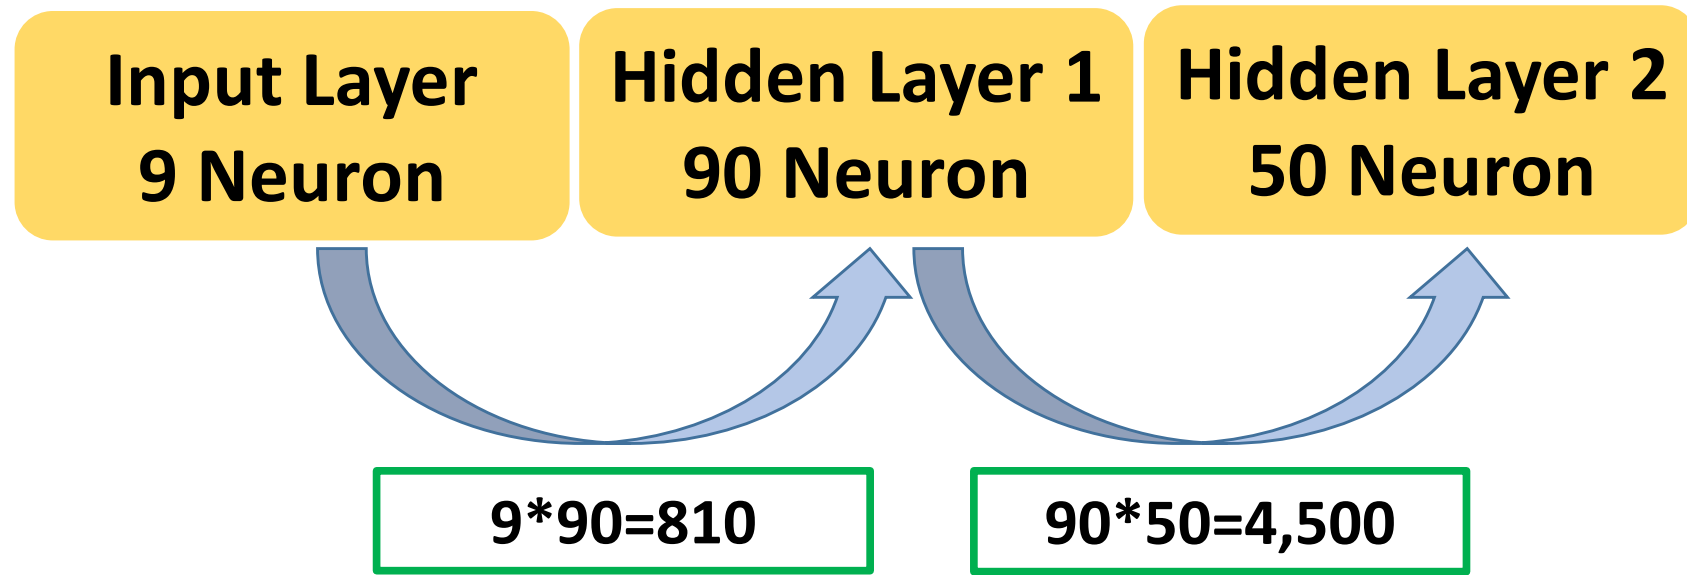 Input Layer
9 Neuron
Hidden Layer 1
90 Neuron
Hidden Layer 2
50 Neuron
9*90=810
90*50=4,500